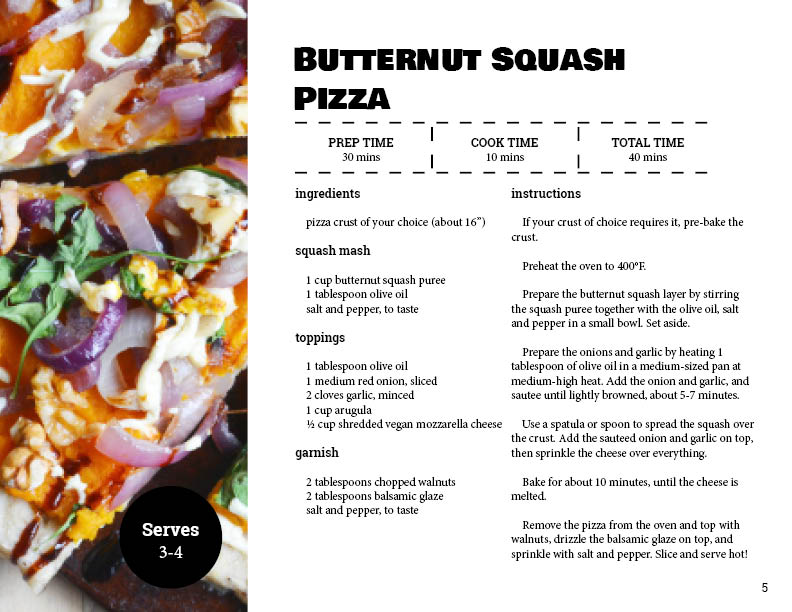 Butternut Squash
Pizza
PREP TIME
30 mins
COOK TIME
10 mins
TOTAL TIME
40 mins
ingredients
pizza crust of your choice (about 16”)
squash mash
1 cup butternut squash puree
1 tablespoon olive oil
salt and pepper, to taste
toppings
1 tablespoon olive oil
1 medium red onion, sliced
2 cloves garlic, minced
1 cup arugula
½ cup shredded vegan mozzarella cheese
garnish
2 tablespoons chopped walnuts
2 tablespoons balsamic glaze
salt and pepper, to taste
instructions
If your crust of choice requires it, pre-bake the
crust.
Preheat the oven to 400°F.
Prepare the butternut squash layer by stirring
the squash puree together with the olive oil, salt
and pepper in a small bowl. Set aside.
Prepare the onions and garlic by heating 1
tablespoon of olive oil in a medium-sized pan at
medium-high heat. Add the onion and garlic, and
sautee until lightly browned, about 5-7 minutes.
Use a spatula or spoon to spread the squash over
the crust. Add the sauteed onion and garlic on top,
then sprinkle the cheese over everything.
Bake for about 10 minutes, until the cheese is
melted.
Remove the pizza from the oven and top with
walnuts, drizzle the balsamic glaze on top, and
sprinkle with salt and pepper. Slice and serve hot!
Serves
3-4
5